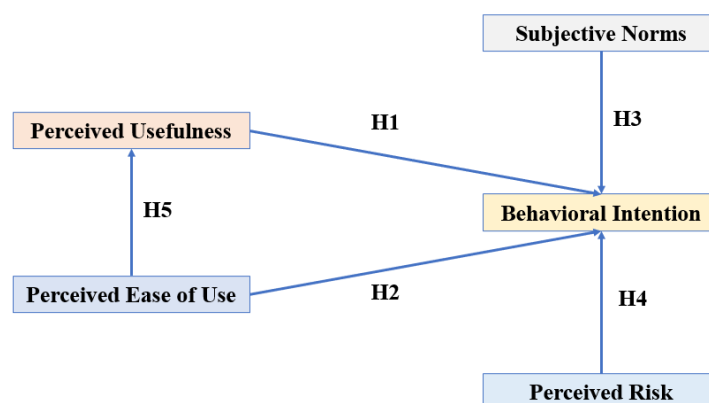 Subjective Norms
H1
H3
Perceived Usefulness
H5
Behavioral Intention
Perceived Ease of Use
H2
H4
Perceived Risk